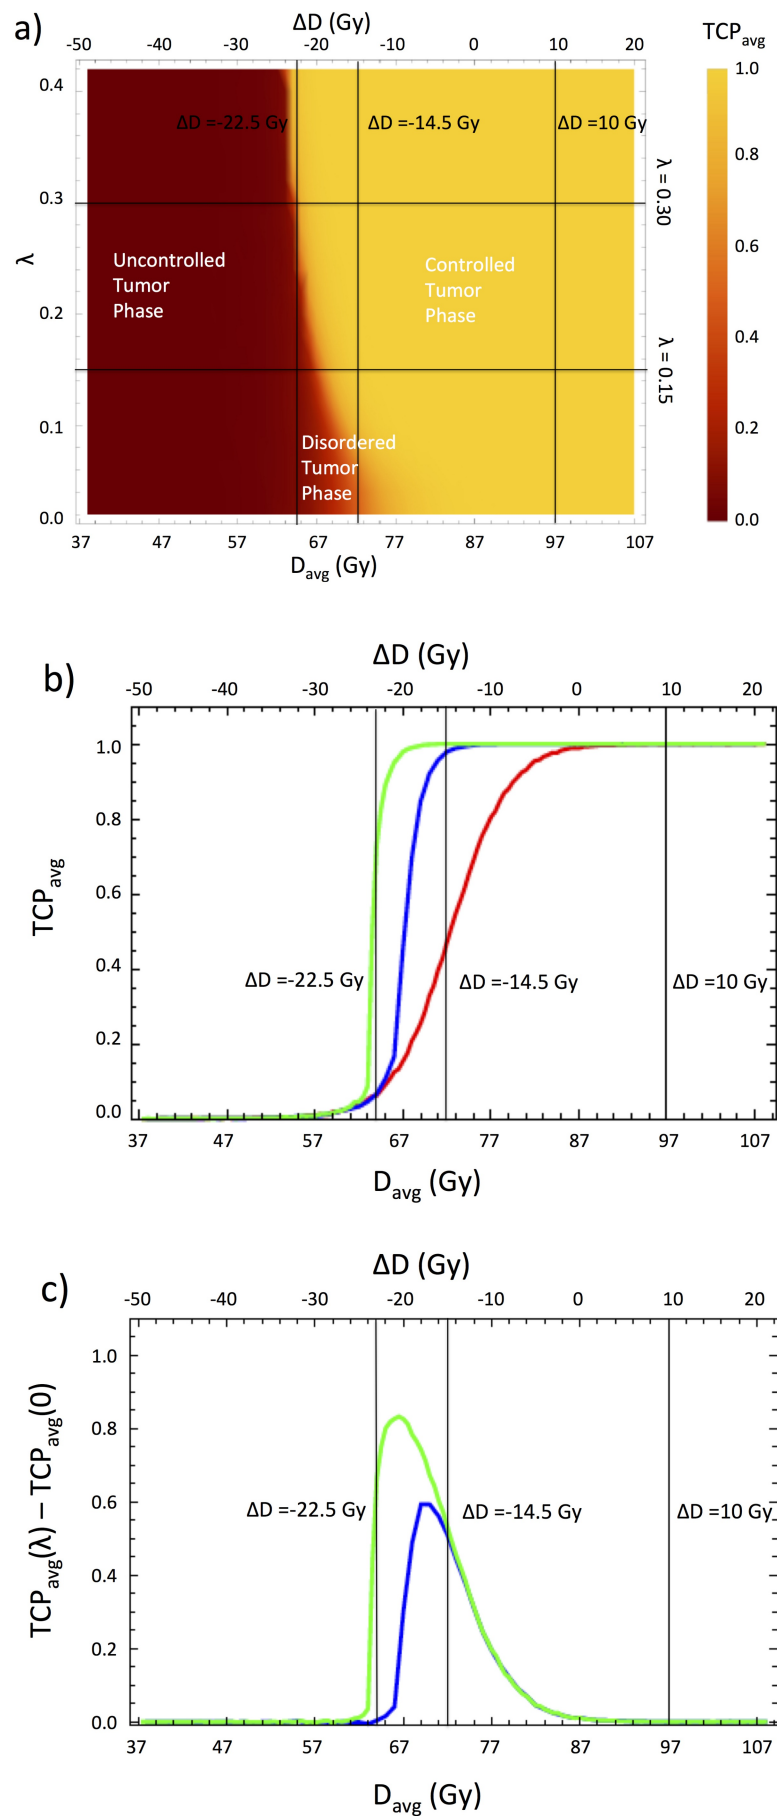 a)
ΔD (Gy)
TCPavg
-50 -40 -30 -20 -10 0 10 20
0.4
0.3
0.2
0.1
0.0
λ
ΔD =-22.5 Gy
ΔD =-14.5 Gy
ΔD =10 Gy
λ = 0.30
λ = 0.15
Uncontrolled
Tumor
Phase
Controlled
Tumor
Phase
Disordered
Tumor
Phase
1.0
0.8
0.6
0.4
0.2
0.0
37 47 57 67 77 87 97 107
Davg (Gy)
b)
ΔD (Gy)
-50 -40 -30 -20 -10 0 10 20
TCPavg
1.0
0.8
0.6
0.4
0.2
0.0
ΔD =-22.5 Gy
ΔD =-14.5 Gy
ΔD =10 Gy
37 47 57 67 77 87 97 107
Davg (Gy)
c)
ΔD (Gy)
-50 -40 -30 -20 -10 0 10 20
TCPavg(λ) – TCPavg(0)
1.0
0.8
0.6
0.4
0.2
0.0
ΔD =-22.5 Gy
ΔD =-14.5 Gy
ΔD =10 Gy
37 47 57 67 77 87 97 107
Davg (Gy)